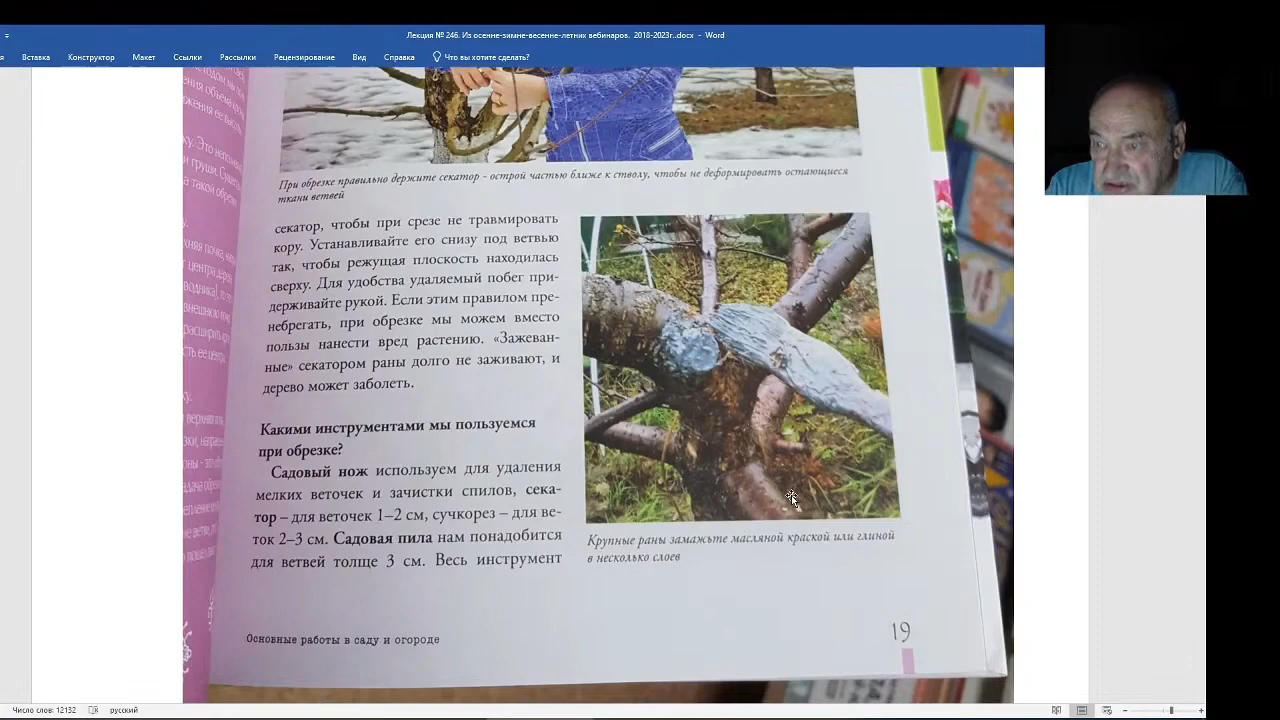 Лекция № 246. Из осенне-зимне-весенне-летних вебинаров. 2018-2023г..docx - Word
Вставка Конструктор Макет Ссылки Рассылки Рецензирование Вид Справка Что вы хотите сделать?
При обрезке правильно держите секатор - острой частью ближе к стволу, чтобы не деформировать остающиеся
ткани ветвей
секатор, чтобы при срезе не травмировать
кору. Устанавливайте его снизу под ветвью
так, чтобы режущая плоскость находилась
сверху. Для удобства удаляемый побег при-
держивайте рукой. Если этим правилом пре-
небрегать, при обрезке мы можем вместо
пользы нанести вред растению. «Зажеван-
ные» секатором раны долго не заживают, и
дерево может заболеть.
Какими инструментами мы пользуемся
при обрезке?
Садовый нож используем для удаления
мелких веточек и зачистки спилов, сека-
тор – для веточек 1–2 см, сучкорез – для ве-
ток 2–3 см. Садовая пила нам понадобится
для ветвей толще 3 см. Весь инструмент
Крупные раны замажьте масляной краской или глиной
в несколько слоев
Основные работы в саду и огороде
19
Число слов: 12132 русский